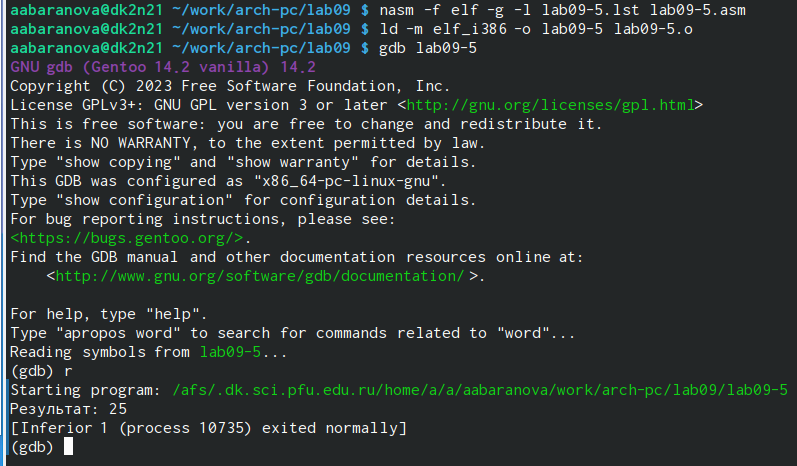 aabaranova@dk2n21 ~/work/arch-pc/lab09 $ nasm -f elf -g -l lab09-5.lst lab09-5.asm
aabaranova@dk2n21 ~/work/arch-pc/lab09 $ ld -m elf_i386 -o lab09-5 lab09-5.o
aabaranova@dk2n21 ~/work/arch-pc/lab09 $ gdb lab09-5
GNU gdb (Gentoo 14.2 vanilla) 14.2
Copyright (C) 2023 Free Software Foundation, Inc.
License GPLv3+: GNU GPL version 3 or later <http://gnu.org/licenses/gpl.html>
This is free software: you are free to change and redistribute it.
There is NO WARRANTY, to the extent permitted by law.
Type "show copying" and "show warranty" for details.
This GDB was configured as "x86_64-pc-linux-gnu".
Type "show configuration" for configuration details.
For bug reporting instructions, please see:
<https://bugs.gentoo.org/>.
Find the GDB manual and other documentation resources online at:
    <http://www.gnu.org/software/gdb/documentation/>.

For help, type "help".
Type "apropos word" to search for commands related to "word"...
Reading symbols from lab09-5...
(gdb) r
Starting program: /afs/.dk.sci.pfu.edu.ru/home/a/a/aabaranova/work/arch-pc/lab09/lab09-5
Результат: 25
[Inferior 1 (process 10735) exited normally]
(gdb)